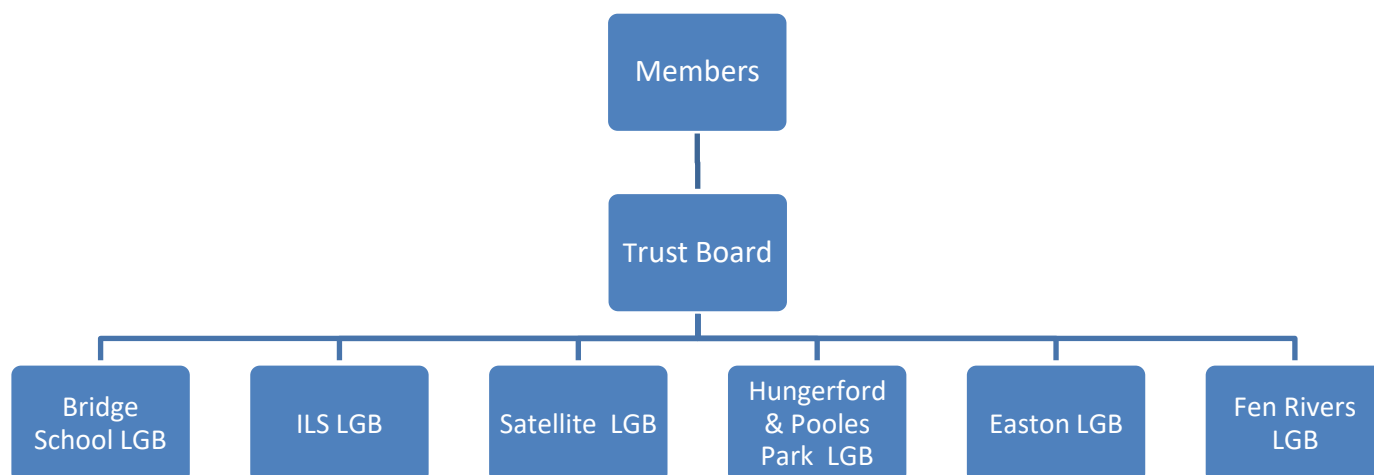 Members
Trust Board
Bridge
School LGB
ILS LGB
Satellite  LGB
Hungerford
& Pooles
Park  LGB
Easton LGB
Fen Rivers
LGB